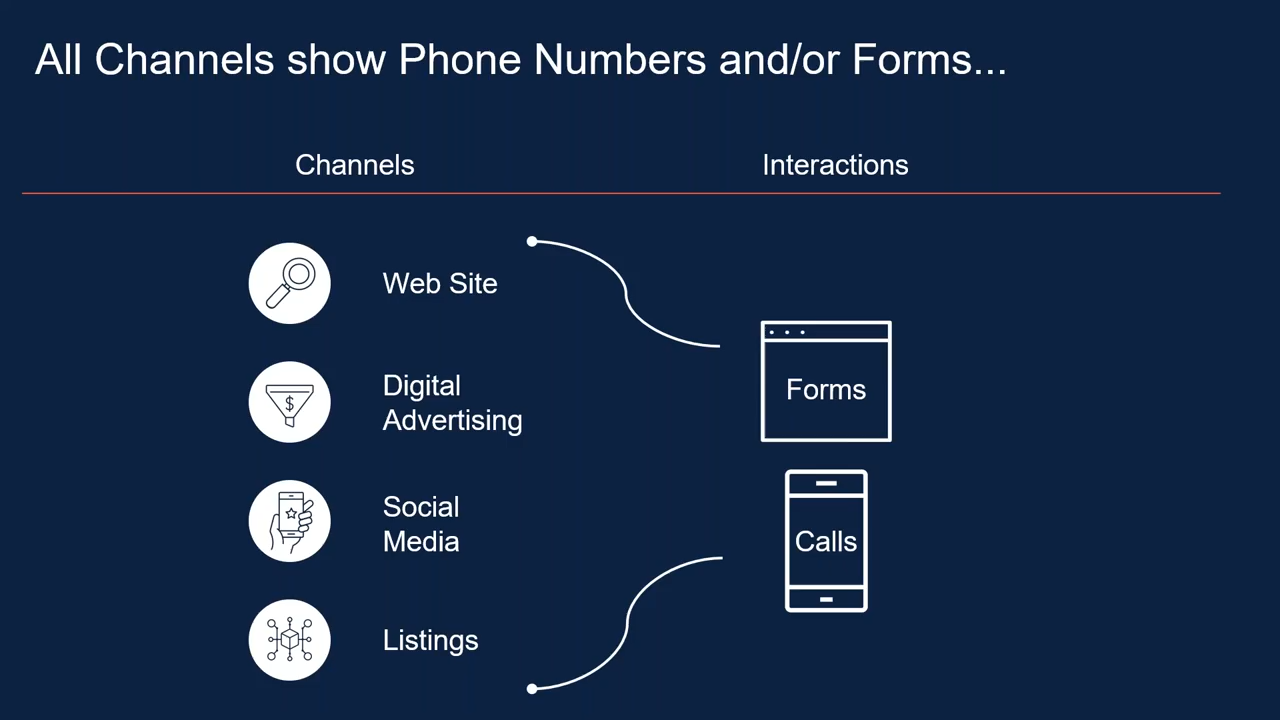 All Channels show Phone Numbers and/or Forms...
Channels
Interactions
Web Site
Digital
Advertising
Social
Media
Listings
Forms
Calls
$